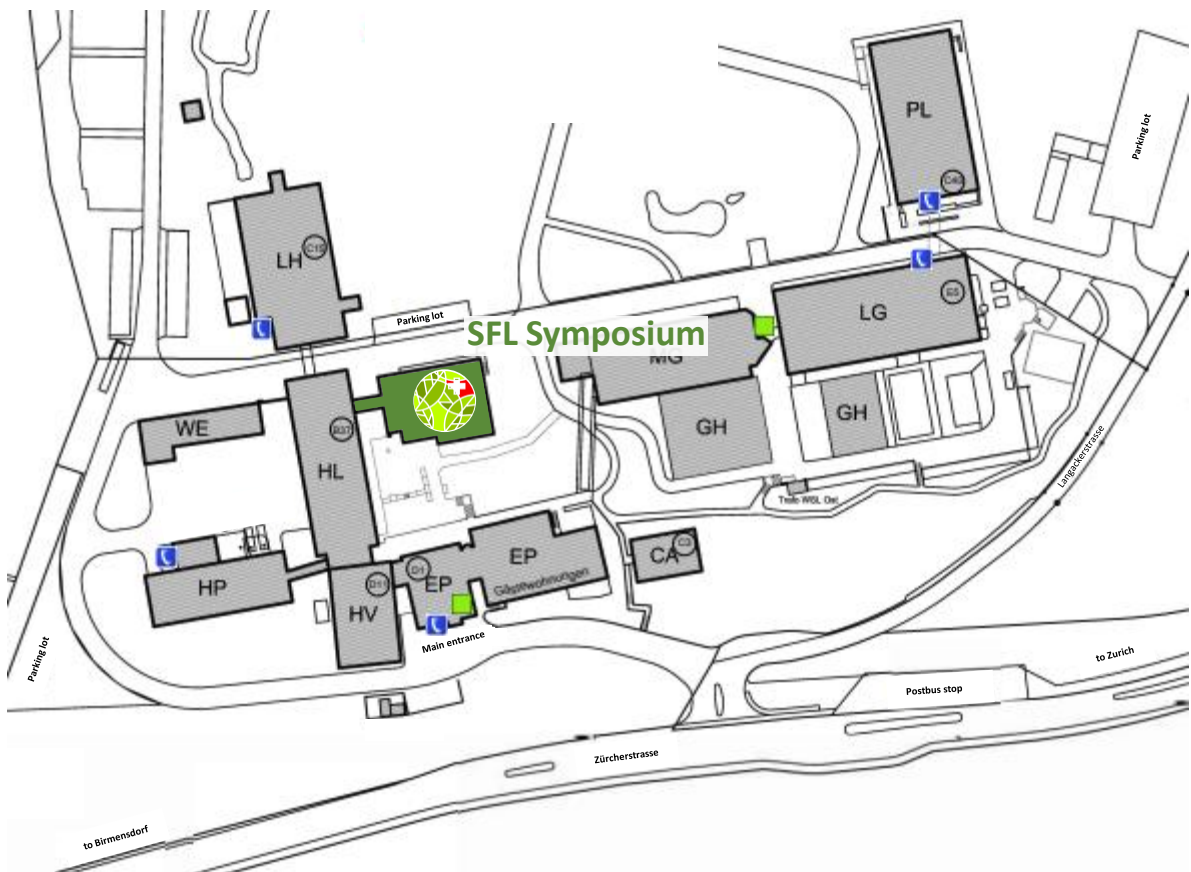 PL
Parking lot
C40
C19
LH
E5
LG
Parking lot
SFL Symposium
MG
WE
B37
HL
GH
GH
Langackerstrasse
Trafo WSL Ost
HP
D11
HV
D1
EP
EP
Gästewohnungen
CA
C3
Main entrance
Parking lot
to Zurich
Postbus stop
Zürcherstrasse
to Birmensdorf